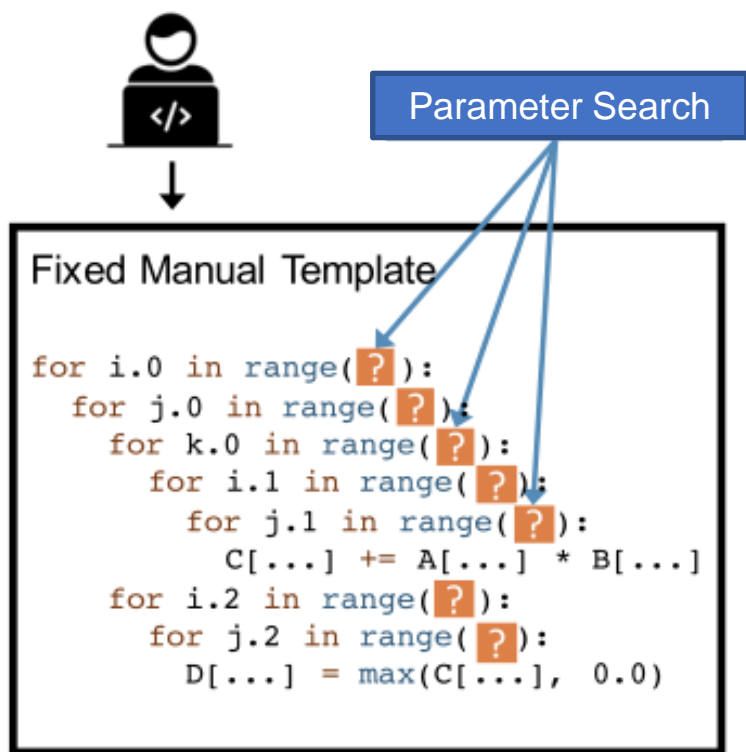 </>
Parameter Search
Fixed Manual Template
for i.0 in range(?):
for j.0 in range(?):
for k.0 in range(?):
for i.1 in range(?):
for j.1 in range(?):
C[...] += A[...] * B[...]
for i.2 in range(?):
for j.2 in range(?):
D[...] = max(C[...], 0.0)